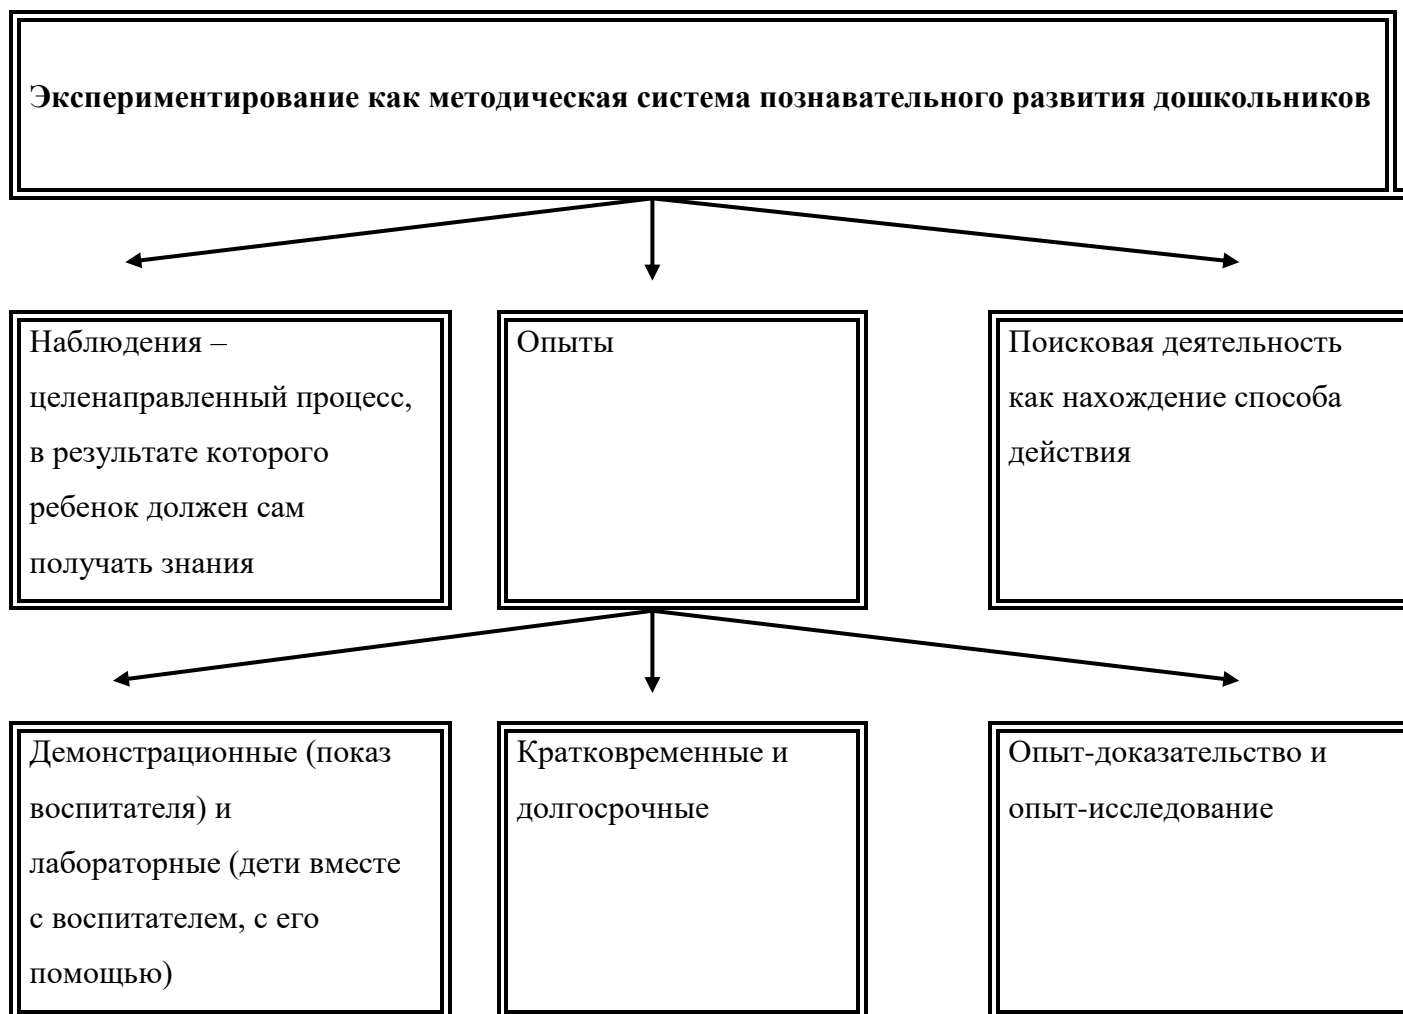 Экспериментирование как методическая система познавательного развития дошкольников
Наблюдения –
целенаправленный процесс,
в результате которого
ребенок должен сам
получать знания
Опыты
Поисковая деятельность
как нахождение способа
действия
Демонстрационные (показ
воспитателя) и
лабораторные (дети вместе
с воспитателем, с его
помощью)
Кратковременные и
долгосрочные
Опыт-доказательство и
опыт-исследование